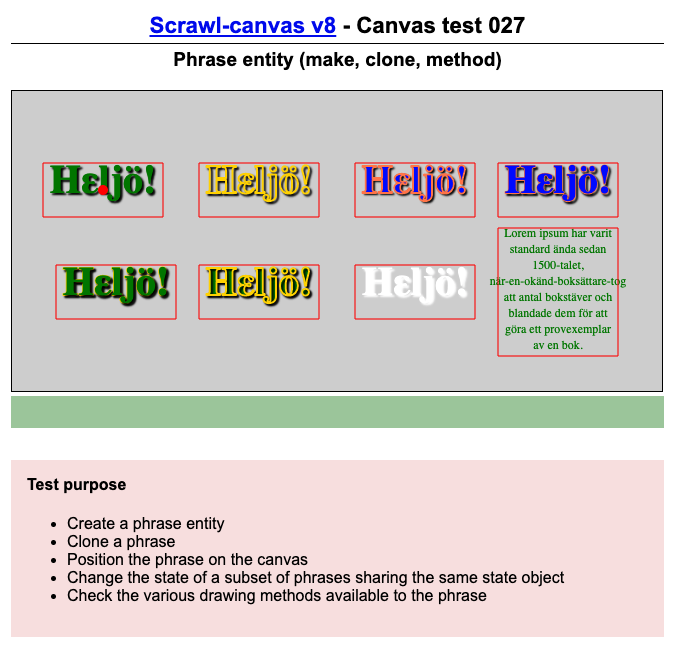 Scrawl-canvas v8 - Canvas test 027
Phrase entity (make, clone, method)
Hεljö!
Hεljö!
Hεljö!
Hεljö!
Hεljö!
Hεljö!
Hεljö!
Lorem ipsum har varit
standard ända sedan
1500-talet,
när-en-okänd-boksättare-tog
att antal bokstäver och
blandade dem för att
göra ett provexemplar
av en bok.
Test purpose
Create a phrase entity
Clone a phrase
Position the phrase on the canvas
Change the state of a subset of phrases sharing the same state object
Check the various drawing methods available to the phrase